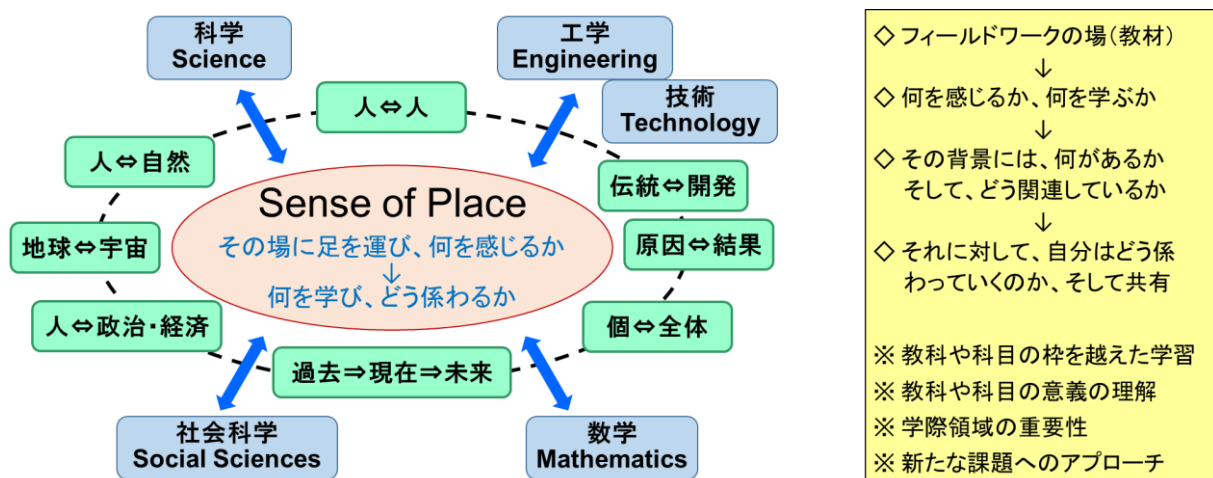 科学
Science
工学
Engineering
技術
Technology
人⇔人
人⇔自然
伝統⇔開発
地球⇔宇宙
原因⇔結果
人⇔政治・経済
個⇔全体
過去⇒現在⇒未来
Sense of Place
その場に足を運び、何を感じるか
↓
何を学び、どう係わるか
社会科学
Social Sciences
数学
Mathematics
◇ フィールドワークの場(教材)
↓
◇ 何を感じるか、何を学ぶか
↓
◇ その背景には、何があるか
そして、どう関連しているか
↓
◇ それに対して、自分はどう係
わっていくのか、そして共有
※ 教科や科目の枠を越えた学習
※ 教科や科目の意義の理解
※ 学際領域の重要性
※ 新たな課題へのアプローチ